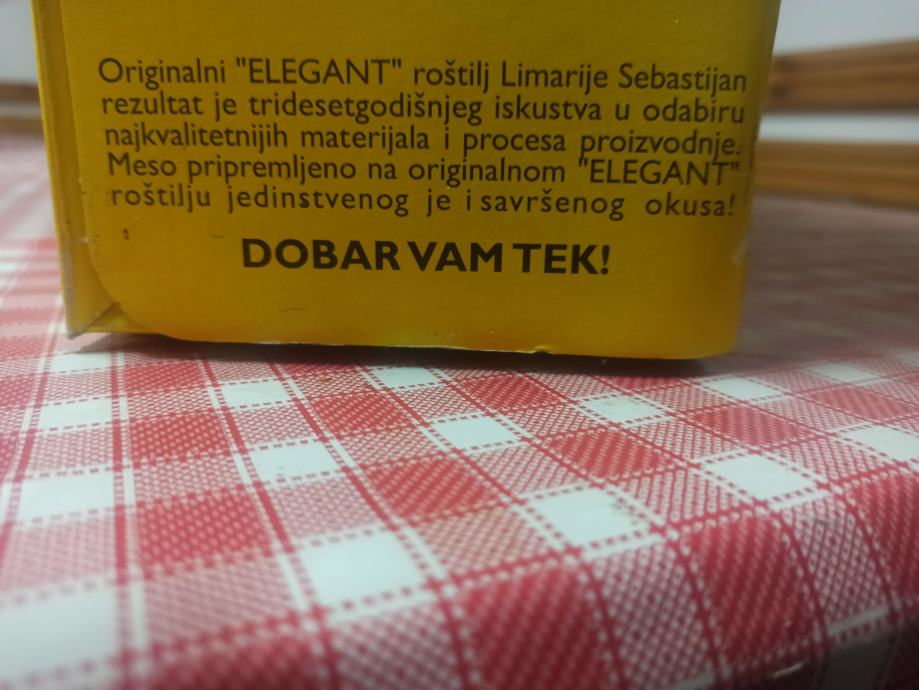 Originalni "ELEGANT" roštilj Limarije Sebastijan
rezultat je tridesetgodišnjeg iskustva u odabiru
najkvalitetnijih materijala i procesa proizvodnje.
Meso pripremljeno na originalnom "ELEGANT"
roštilju jedinstvenog je i savršenog okusa!
DOBAR VAM TEK!